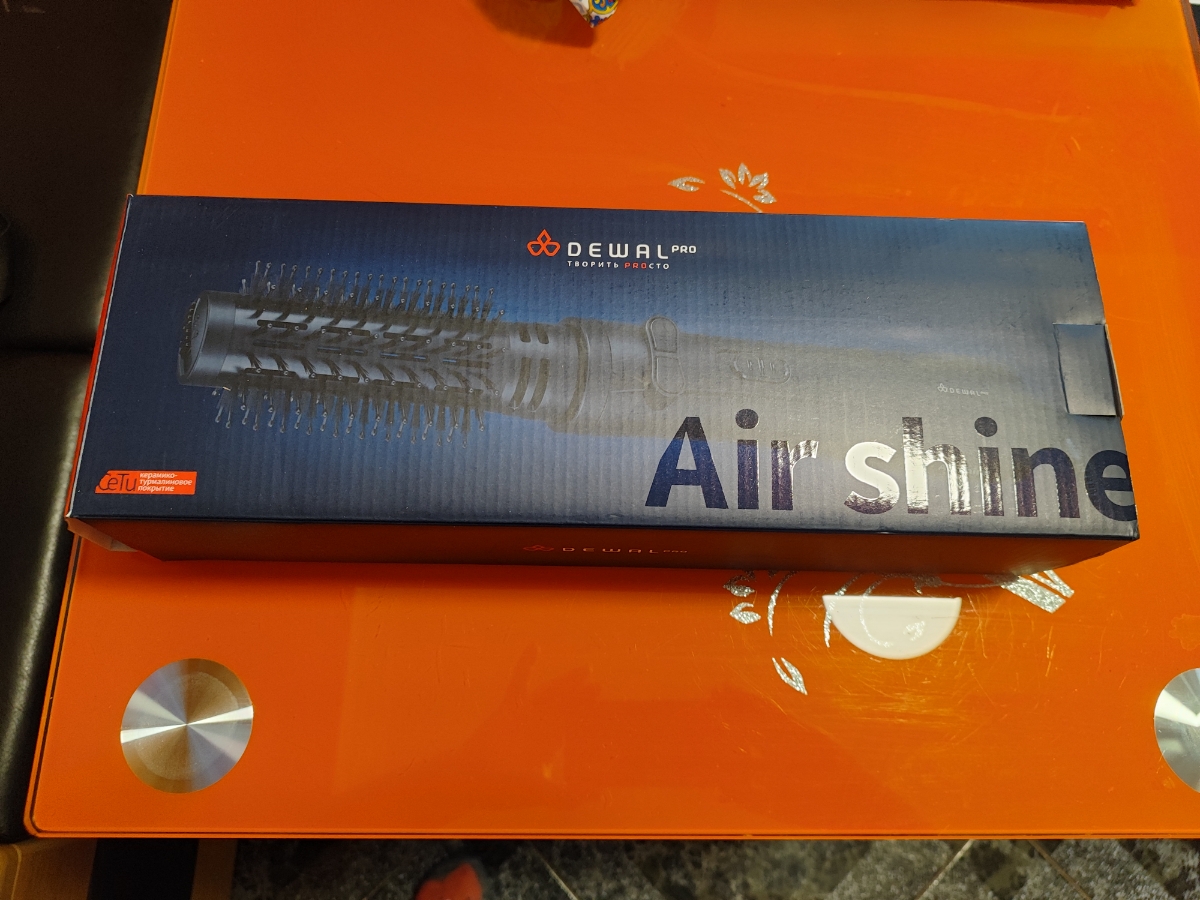 DEWAL PRO
ТВОРИТЬ PROСТО
DEWAL
Air shine
CeTu керамико-
турмалиновое
покрытие
DEWAL PRO